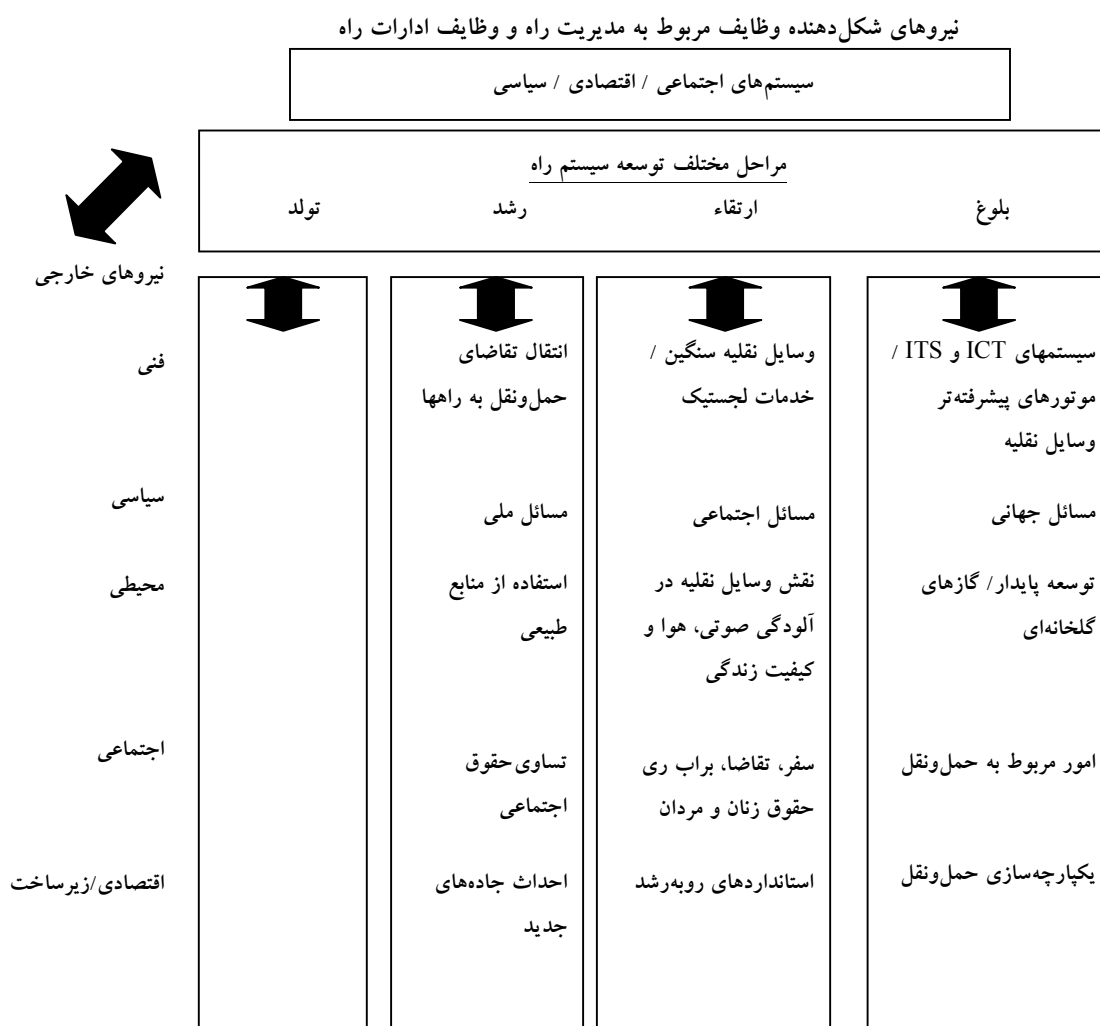 نیروهای شکل‌دهنده وظایف مربوط به مدیریت راه و وظایف ادارات راه
سیستم‌های اجتماعی / اقتصادی / سیاسی
مراحل مختلف توسعه سیستم راه
بلوغ
ارتقاء
رشد
تولد
نیروهای خارجی
سیستمهای ICT و ITS /
موتورهای پیشرفته‌تر
وسایل نقلیه
وسایل نقلیه سنگین /
خدمات لجستیک
انتقال تقاضای
حمل‌ونقل به راهها
فنی
مسائل جهانی
مسائل اجتماعی
مسائل ملی
سیاسی
توسعه پایدار/ گازهای
گلخانه‌ای
نقش وسایل نقلیه در
آلودگی صوتی، هوا و
کیفیت زندگی
استفاده از منابع
طبیعی
محیطی
امور مربوط به حمل‌ونقل
سفر، تقاضا، براب ری
حقوق زنان و مردان
تساوی‌حقوق
اجتماعی
اجتماعی
یکپارچه‌سازی حمل‌ونقل
استانداردهای روبه‌رشد
احداث جاده‌های
جدید
اقتصادی/زیرساخت